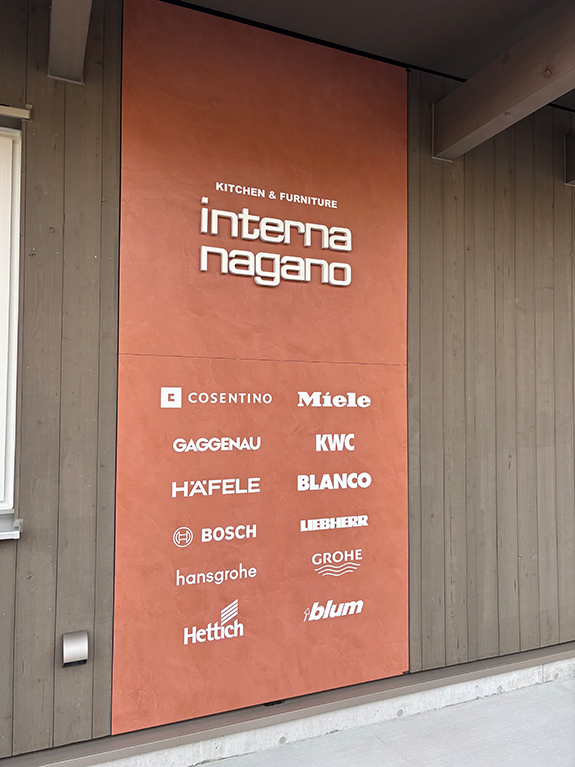 KITCHEN & FURNITURE
interna
nagano
COSENTINO
Miele
GAGGENAU
KWC
HÄFELE
BLANCO
BOSCH
LIEBHERR
hansgrohe
GROHE
Hettich
blum